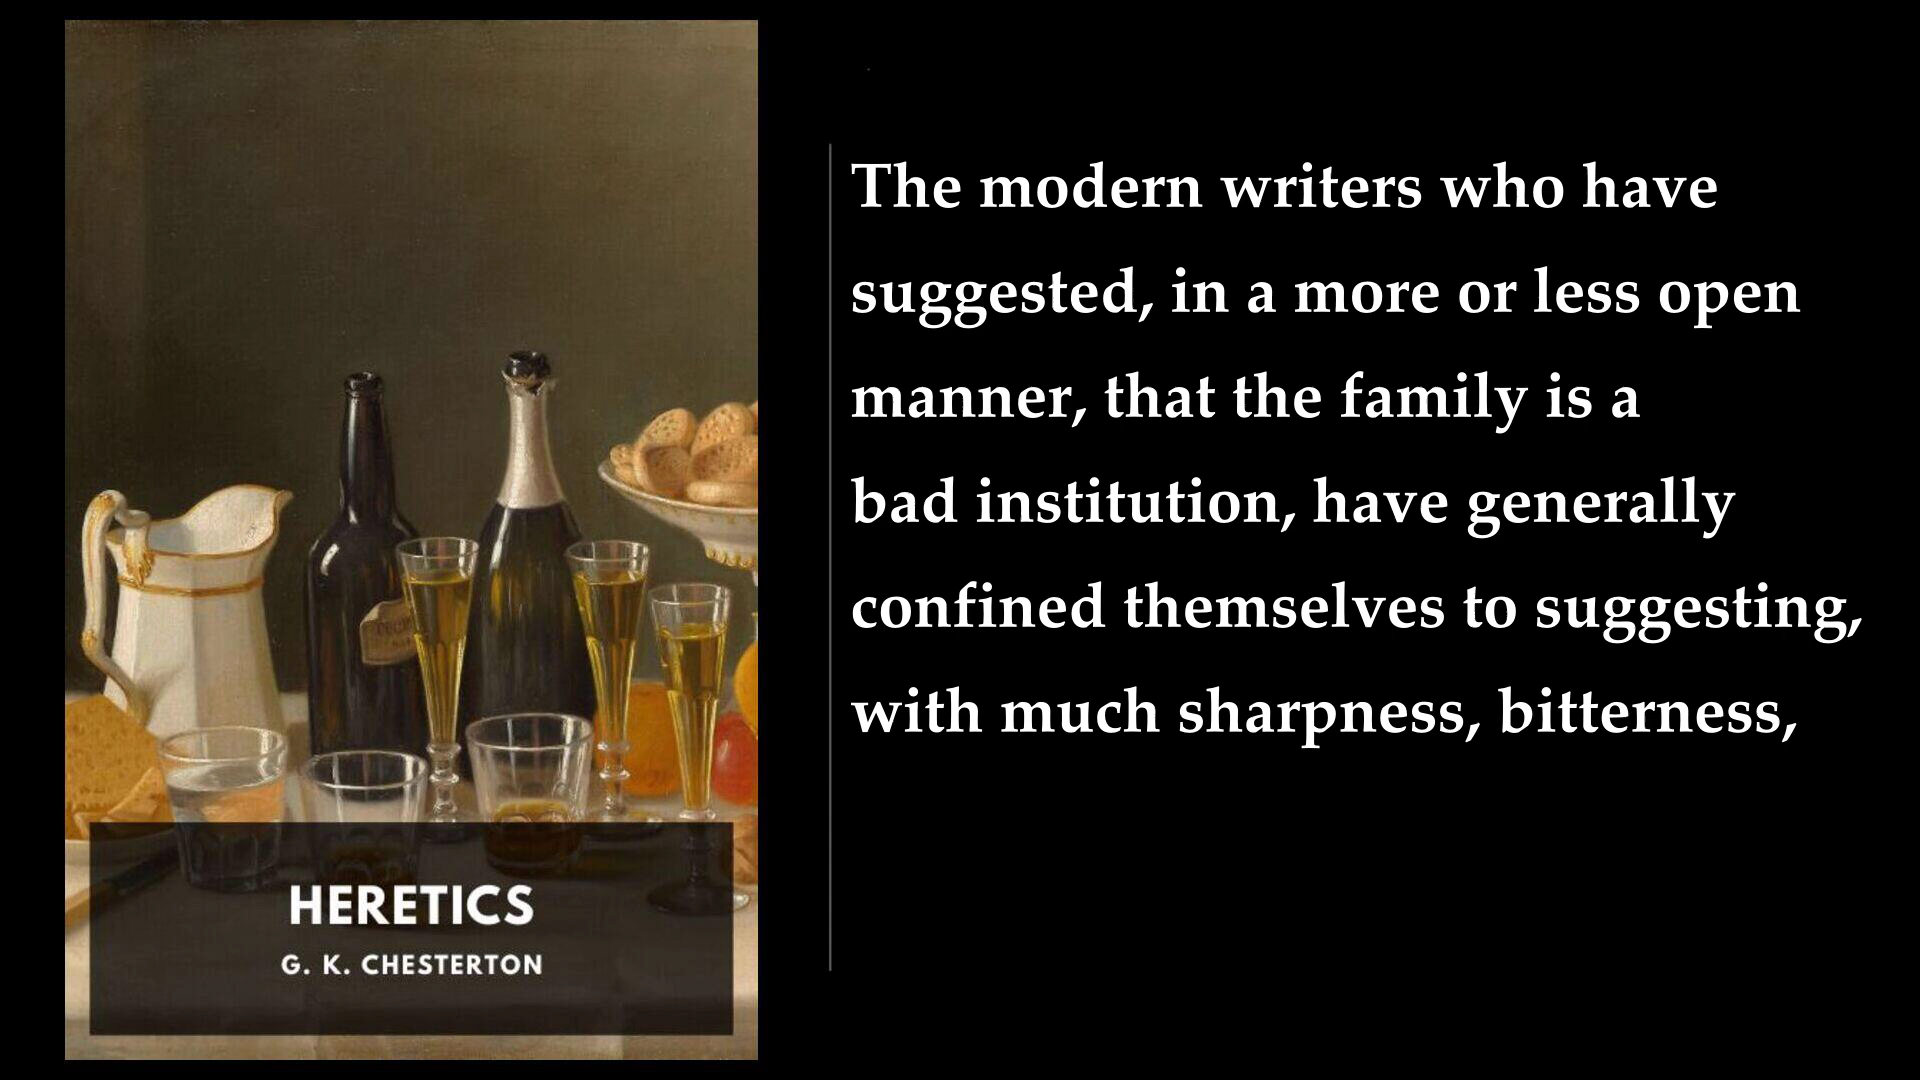 HERETICS
G. K. CHESTERTON
The modern writers who have
suggested, in a more or less open
manner, that the family is a
bad institution, have generally
confined themselves to suggesting,
with much sharpness, bitterness,